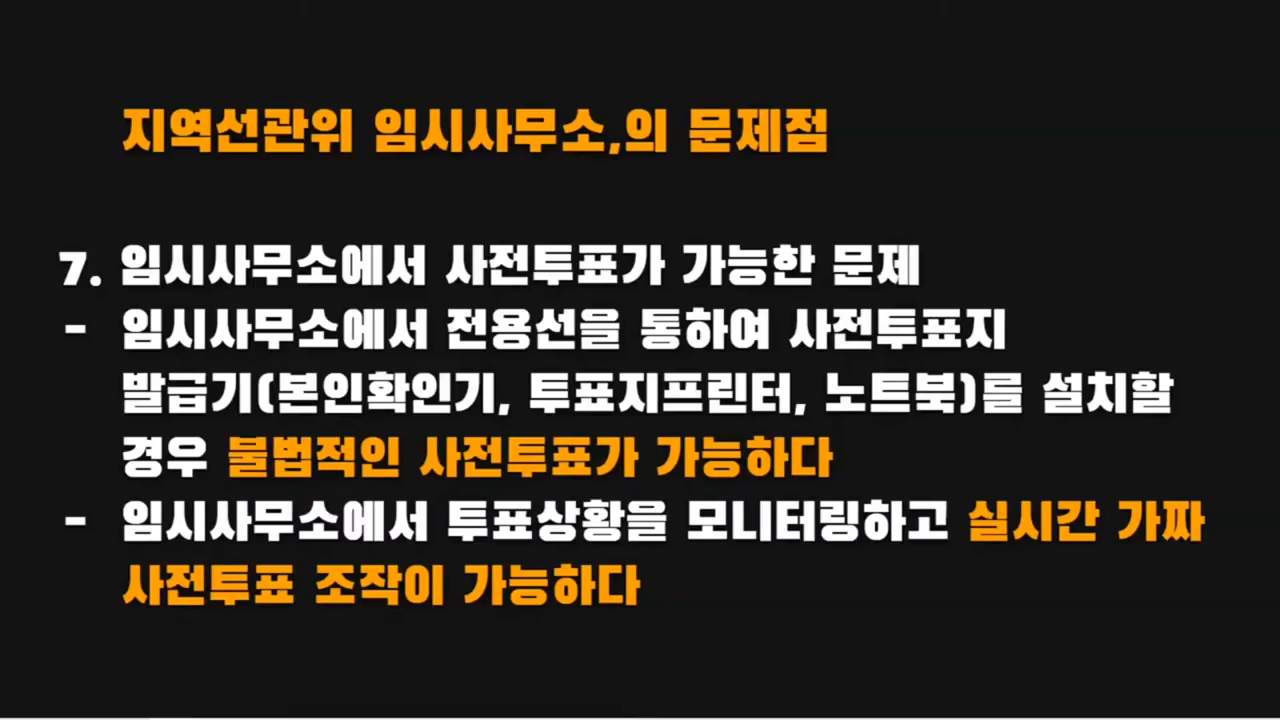 지역선관위 임시사무소,의 문제점
7. 임시사무소에서 사전투표가 가능한 문제
- 임시사무소에서 전용선을 통하여 사전투표지
발급기(본인확인기, 투표지프린터, 노트북)를 설치할
경우 불법적인 사전투표가 가능하다
- 임시사무소에서 투표상황을 모니터링하고 실시간 가짜
사전투표 조작이 가능하다